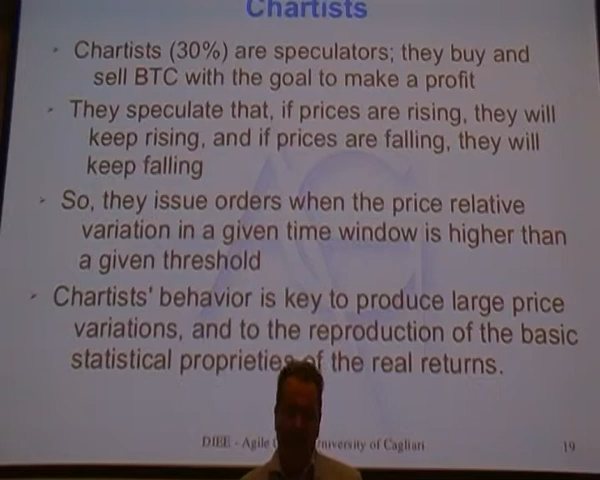 Chartists
Chartists (30%) are speculators; they buy and
sell BTC with the goal to make a profit
They speculate that, if prices are rising, they will
keep rising, and if prices are falling, they will
keep falling
So, they issue orders when the price relative
variation in a given time window is higher than
a given threshold
Chartists' behavior is key to produce large price
variations, and to the reproduction of the basic
statistical proprieties of the real returns.
DIEE - Agile University of Cagliari
19